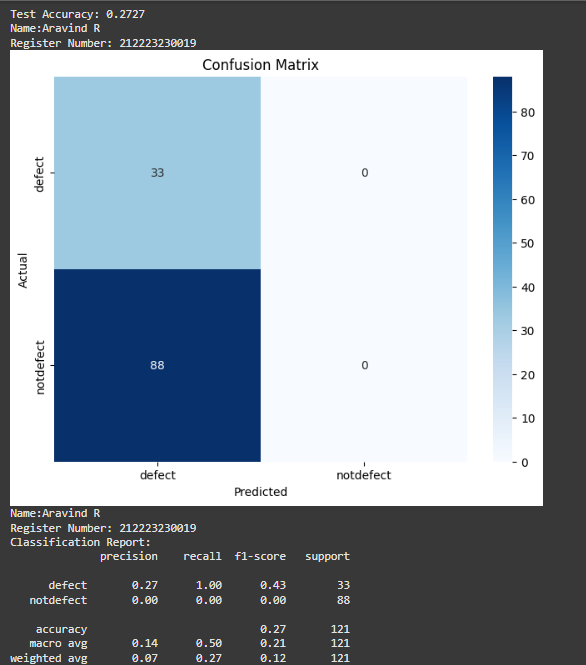 Test Accuracy: 0.2727
Name:Aravind R
Register Number: 212223230019
Confusion Matrix
defect
33
0
80
70
60
50
40
30
20
10
0
Actual
notdefect
88
0
defect
notdefect
Predicted
Name:Aravind R
Register Number: 212223230019
Classification Report:
precision recall f1-score support
defect 0.27 1.00 0.43 33
notdefect 0.00 0.00 0.00 88
accuracy 0.27 121
macro avg 0.14 0.50 0.21 121
weighted avg 0.07 0.27 0.12 121